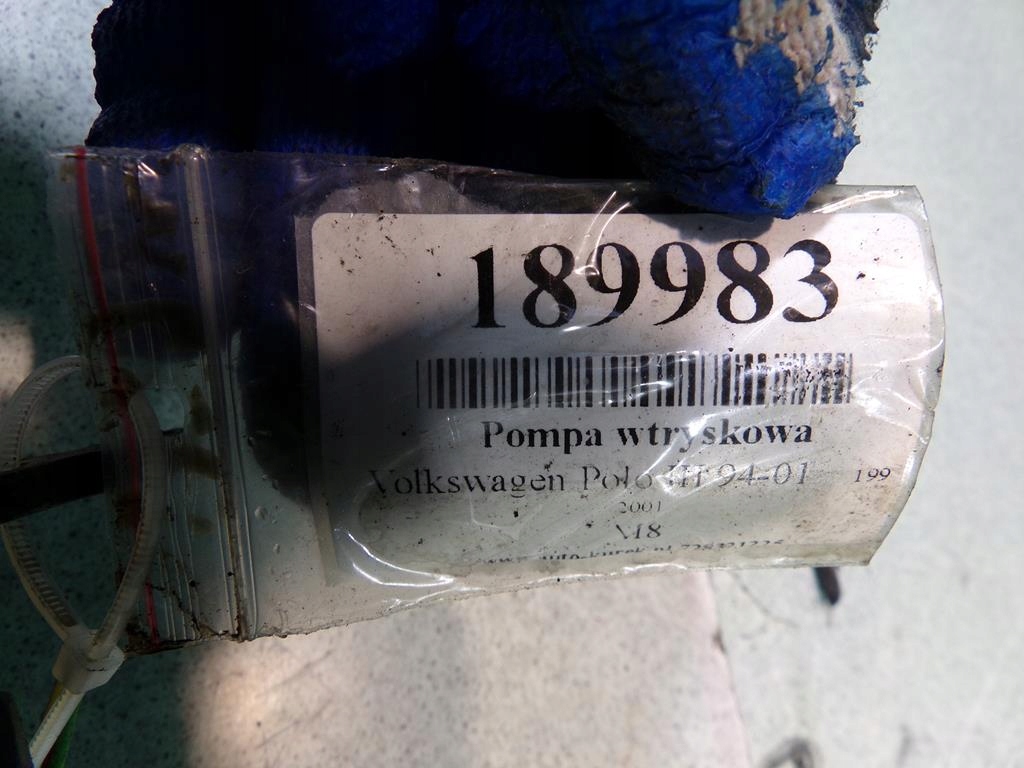 189983
Pompa wtryskowa
Volkswagen Polo III 94-01 199
2001
M8